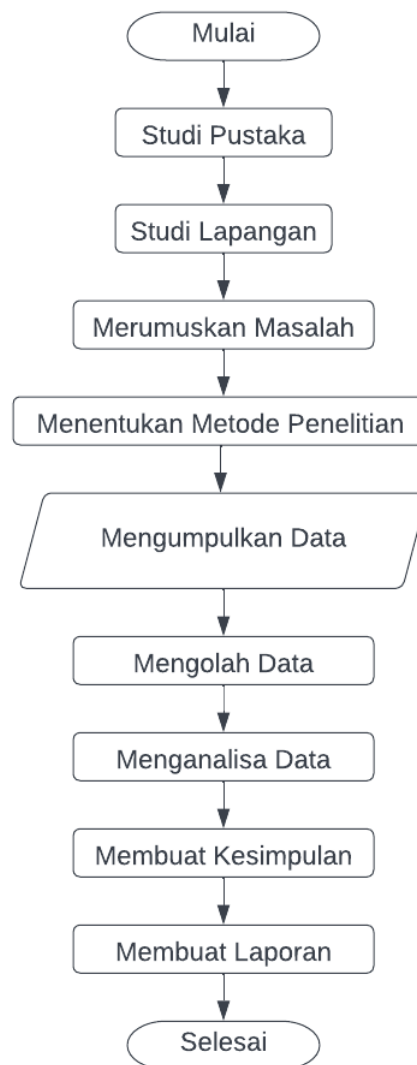 Mulai
Studi Pustaka
Studi Lapangan
Merumuskan Masalah
Menentukan Metode Penelitian
Mengumpulkan Data
Mengolah Data
Menganalisa Data
Membuat Kesimpulan
Membuat Laporan
Selesai